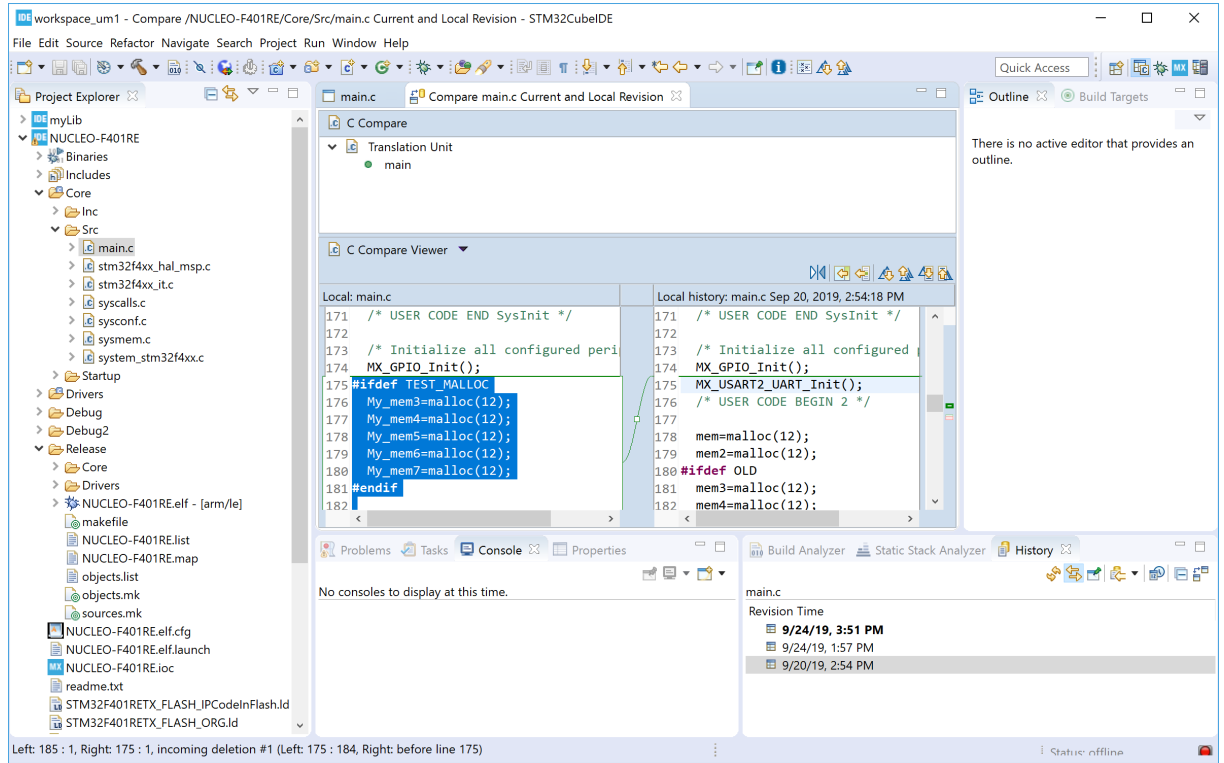 IDE workspace_um1 - Compare /NUCLEO-F401RE/Core/Src/main.c Current and Local Revision - STM32CubeIDE
File Edit Source Refactor Navigate Search Project Run Window Help
Quick Access
MX
Project Explorer
IDE myLib
NUCLEO-F401RE
Binaries
Includes
Core
Inc
Src
main.c
stm32f4xx_hal_msp.c
stm32f4xx_it.c
syscalls.c
sysconf.c
sysmem.c
system_stm32f4xx.c
Startup
Drivers
Debug
Debug2
Release
Core
Drivers
NUCLEO-F401RE.elf - [arm/le]
makefile
NUCLEO-F401RE.list
NUCLEO-F401RE.map
objects.list
objects.mk
sources.mk
NUCLEO-F401RE.elf.cfg
NUCLEO-F401RE.elf.launch
MX NUCLEO-F401RE.ioc
readme.txt
STM32F401RETX_FLASH_IPCodeInFlash.ld
STM32F401RETX_FLASH_ORG.ld
main.c Compare main.c Current and Local Revision
C Compare
Translation Unit
main
C Compare Viewer
Local: main.c
171 /* USER CODE END SysInit */
172
173 /* Initialize all configured peri
174 MX_GPIO_Init();
175 #ifdef TEST_MALLOC
176 My_mem3=malloc(12);
177 My_mem4=malloc(12);
178 My_mem5=malloc(12);
179 My_mem6=malloc(12);
180 My_mem7=malloc(12);
181 #endif
182
Local history: main.c Sep 20, 2019, 2:54:18 PM
171 /* USER CODE END SysInit */
172
173 /* Initialize all configured
174 MX_GPIO_Init();
175 MX_USART2_UART_Init();
176 /* USER CODE BEGIN 2 */
177
178 mem=malloc(12);
179 mem2=malloc(12);
180 #ifdef OLD
181 mem3=malloc(12);
182 mem4=malloc(12);
Outline Build Targets
There is no active editor that provides an
outline.
Problems Tasks Console Properties
No consoles to display at this time.
Build Analyzer Static Stack Analyzer History
main.c
Revision Time
9/24/19, 3:51 PM
9/24/19, 1:57 PM
9/20/19, 2:54 PM
Left: 185 : 1, Right: 175 : 1, incoming deletion #1 (Left: 175 : 184, Right: before line 175)
Status: offline